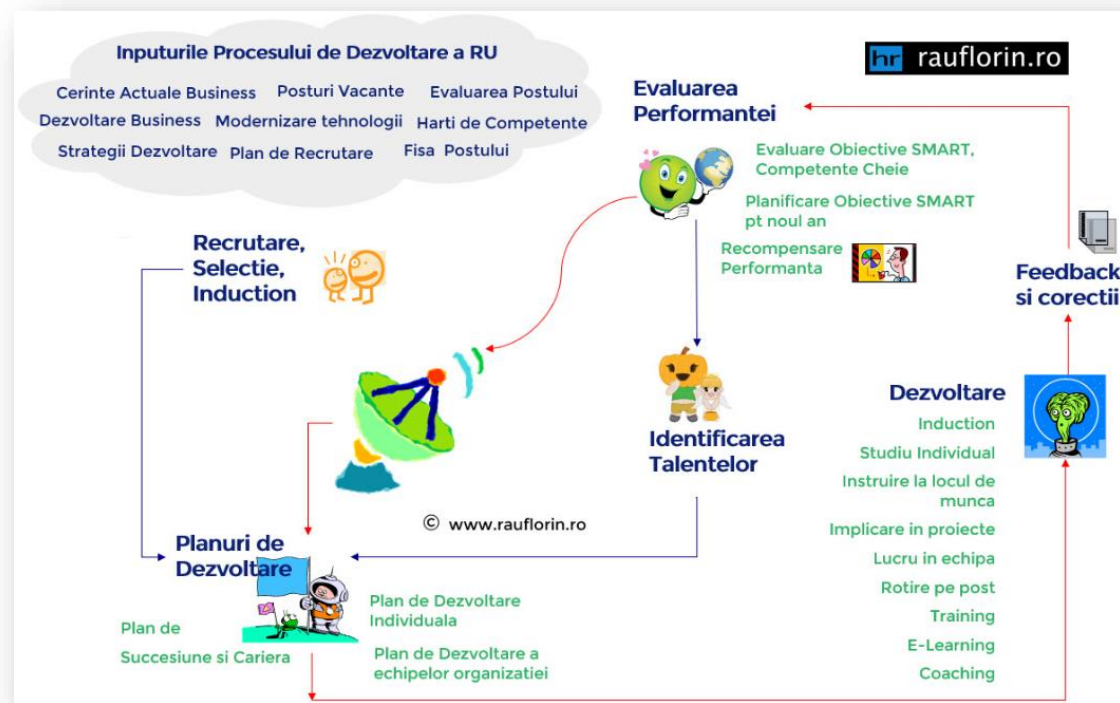 Inputurile Procesului de Dezvoltare a RU
Cerinte Actuale Business Posturi Vacante Evaluarea Postului
Dezvoltare Business Modernizare tehnologii Harti de Competente
Strategii Dezvoltare Plan de Recrutare Fisa Postului
hr rauflorin.ro
Evaluarea
Performantei
Evaluare Obiective SMART,
Competente Cheie
Planificare Obiective SMART
pt noul an
Recompensare
Performanta
Recrutare,
Selectie,
Induction
Feedback
si corectii
Identificarea
Talentelor
Dezvoltare
Induction
Studiu Individual
Instruire la locul de
munca
Implicare in proiecte
Lucru in echipa
Rotire pe post
Training
E-Learning
Coaching
© www.rauflorin.ro
Planuri de
Dezvoltare
Plan de
Succesiune si Cariera
Plan de Dezvoltare
Individuala
Plan de Dezvoltare a
echipelor organizatiei